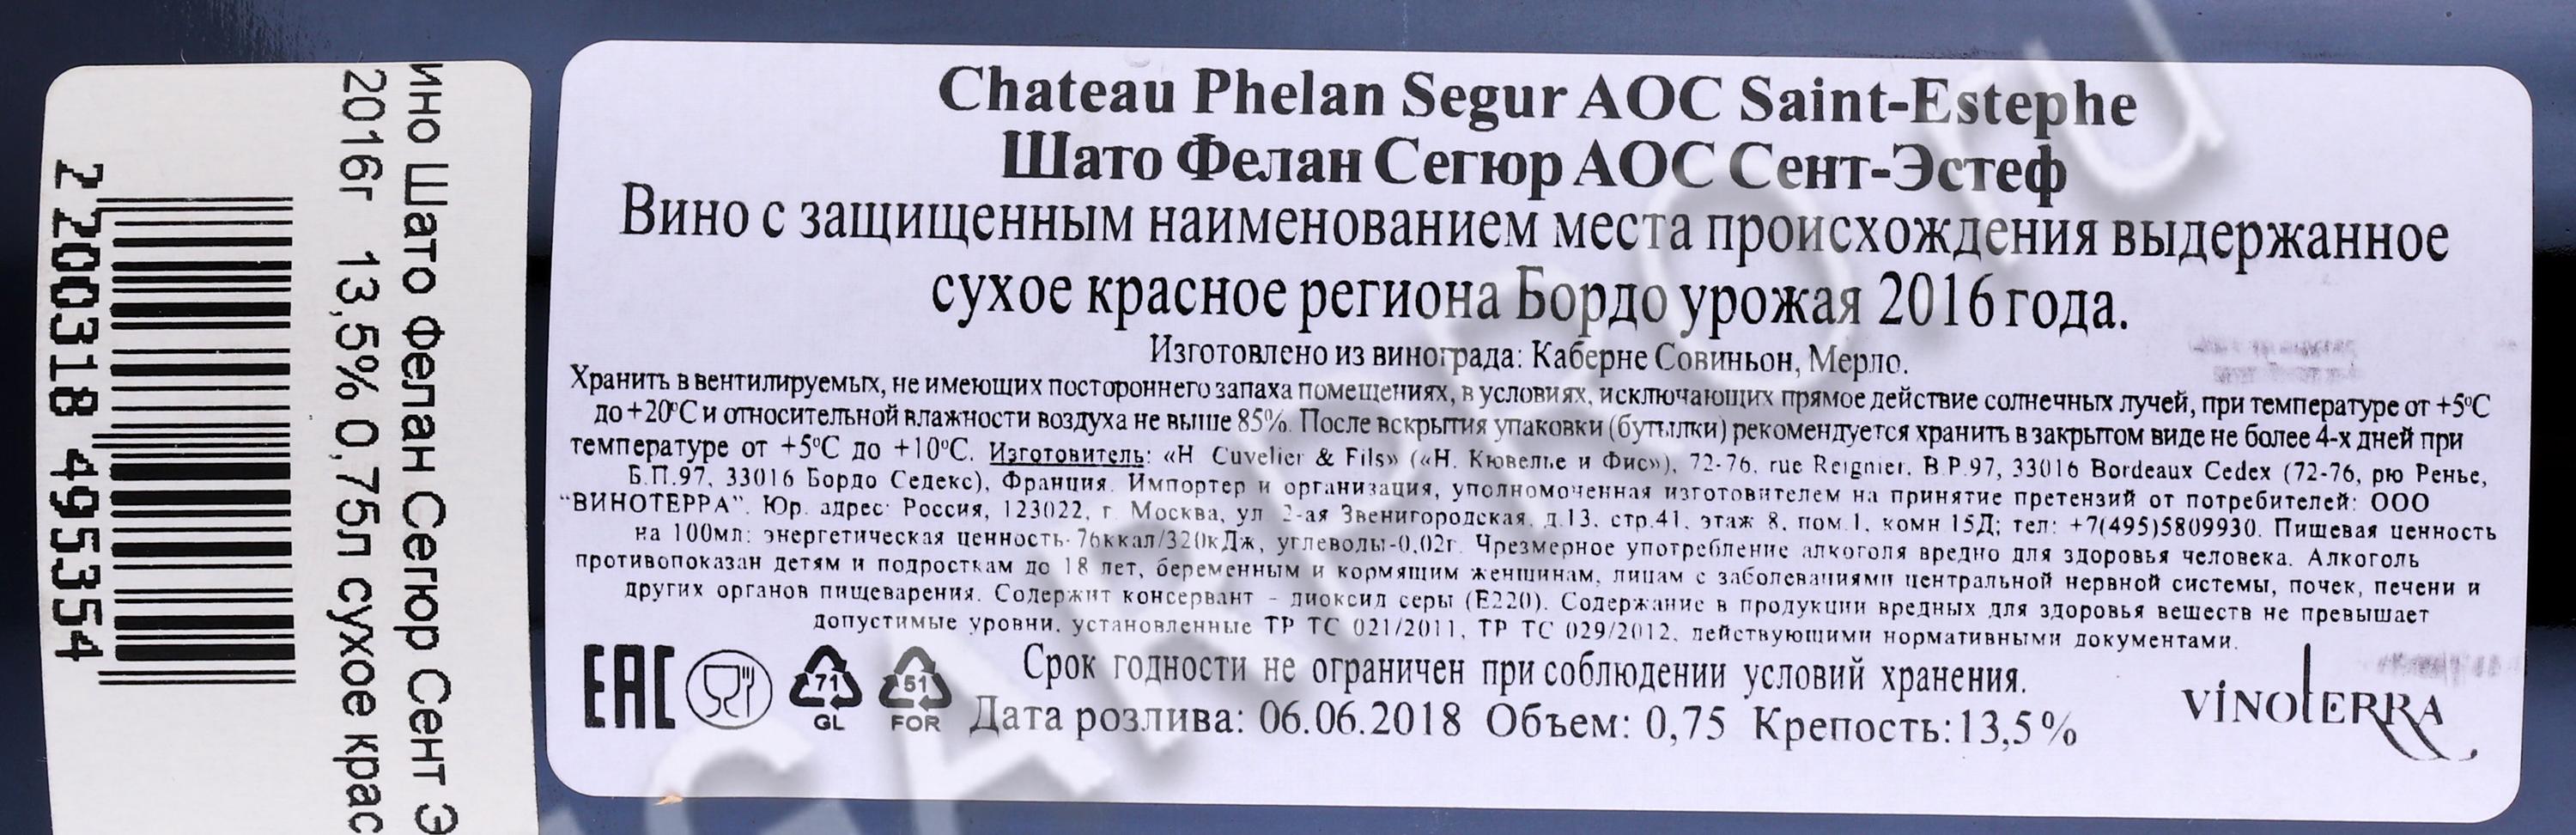 ино Шато Фелан Сегюр Сент Э
2016г 13,5% 0,75л сухое крас
2 200318 495354
Chateau Phelan Segur AOC Saint-Estephe
Шато Фелан Сегюр АОС Сент-Эстеф
Вино с защищенным наименованием места происхождения выдержанное
сухое красное региона Бордо урожая 2016 года.
Изготовлено из винограда: Каберне Совиньон, Мерло.
Хранить в вентилируемых, не имеющих постороннего запаха помещениях, в условиях, исключающих прямое действие солнечных лучей, при температуре от +5°С
до +20°С и относительной влажности воздуха не выше 85%. После вскрытия упаковки (бутылки) рекомендуется хранить в закрытом виде не более 4-х дней при
температуре от +5°С до +10°С. Изготовитель: «H Cuvelier & Fils» («Н. Кювелье и Фис»), 72-76, rue Reignier, B.P.97, 33016 Bordeaux Cedex (72-76, рю Ренье,
Б.П.97, 33016 Бордо Седекс), Франция. Импортер и организация, уполномоченная изготовителем на принятие претензий от потребителей: ООО
"ВИНОТЕРРА". Юр. адрес: Россия, 123022, г. Москва, ул 2-ая Звенигородская, д.13, стр.41, этаж 8, пом.1, комн 15Д; тел: +7(495)5809930. Пищевая ценность
на 100мл: энергетическая ценность-76ккал/320кДж, углеводы-0,02г. Чрезмерное употребление алкоголя вредно для здоровья человека. Алкоголь
противопоказан детям и подросткам до 18 лет, беременным и кормящим женщинам, лицам с заболеваниями центральной нервной системы, почек, печени и
других органов пищеварения. Содержит консервант - диоксид серы (Е220). Содержание в продукции вредных для здоровья веществ не превышает
допустимые уровни, установленные ТР ТС 021/2011, ТР ТС 029/2012, действующими нормативными документами.
Срок годности не ограничен при соблюдении условий хранения.
Дата розлива: 06.06.2018 Объем: 0,75 Крепость:13,5%
EAC
71
GL
51
FOR
VINOTERRA